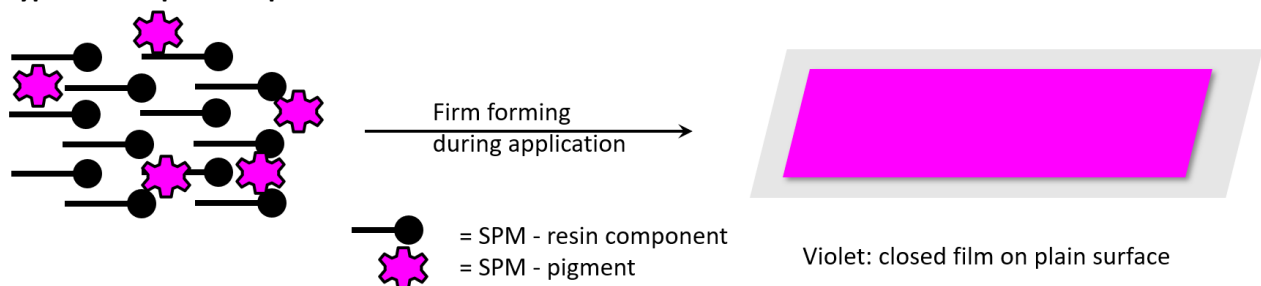 Firm forming
during application
= SPM - resin component
= SPM - pigment
Violet: closed film on plain surface